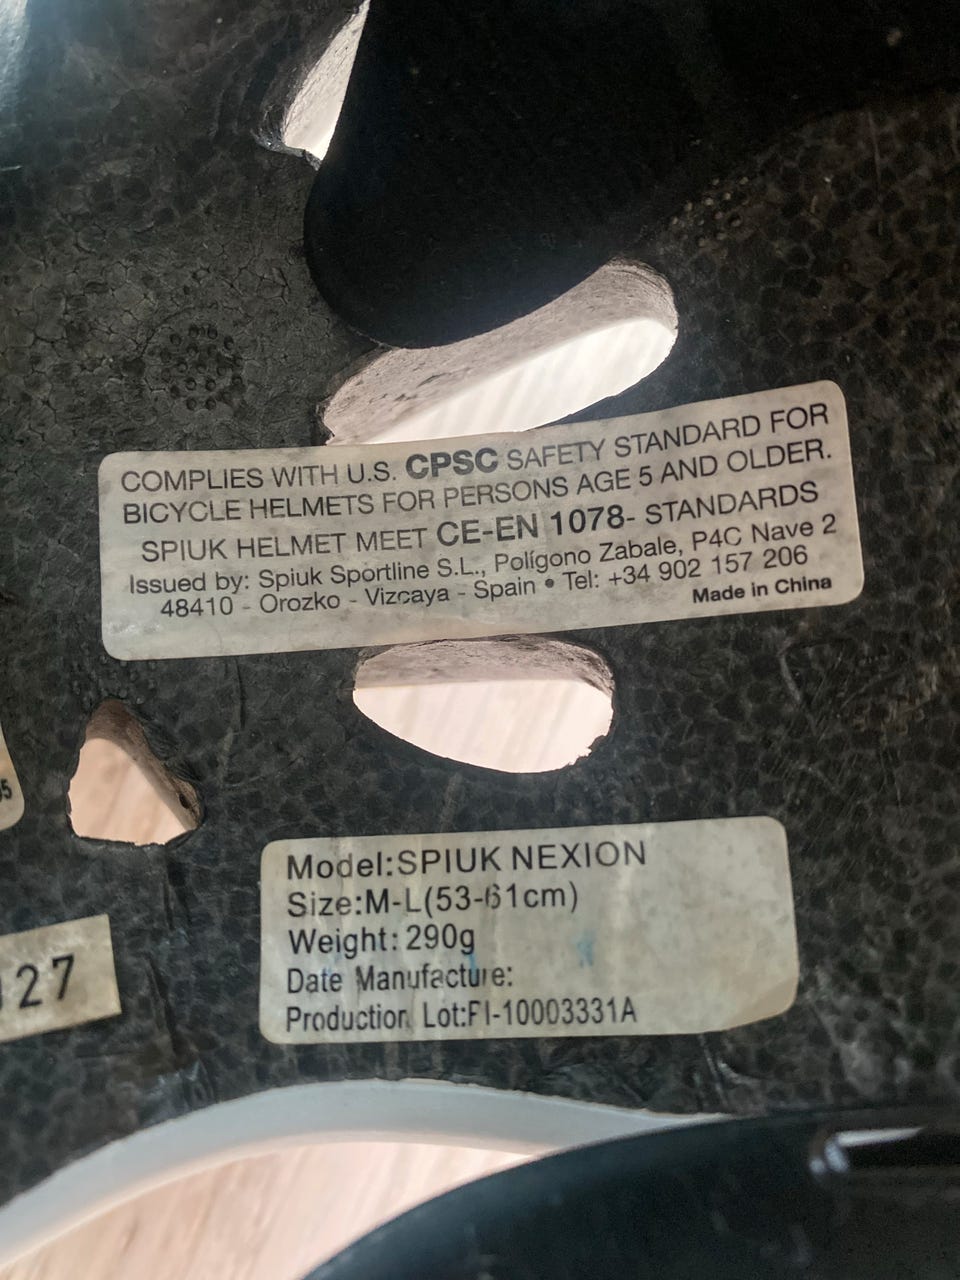 COMPLIES WITH U.S. CPSC SAFETY STANDARD FOR
BICYCLE HELMETS FOR PERSONS AGE 5 AND OLDER.
SPIUK HELMET MEET CE-EN 1078- STANDARDS
Issued by: Spiuk Sportline S.L., Polígono Zabale, P4C Nave 2
48410 - Orozko - Vizcaya - Spain • Tel: +34 902 157 206
Made in China
Model:SPIUK NEXION
Size:M-L(53-61cm)
Weight:290g
Date Manufacture:
Production Lot:FI-10003331A
27